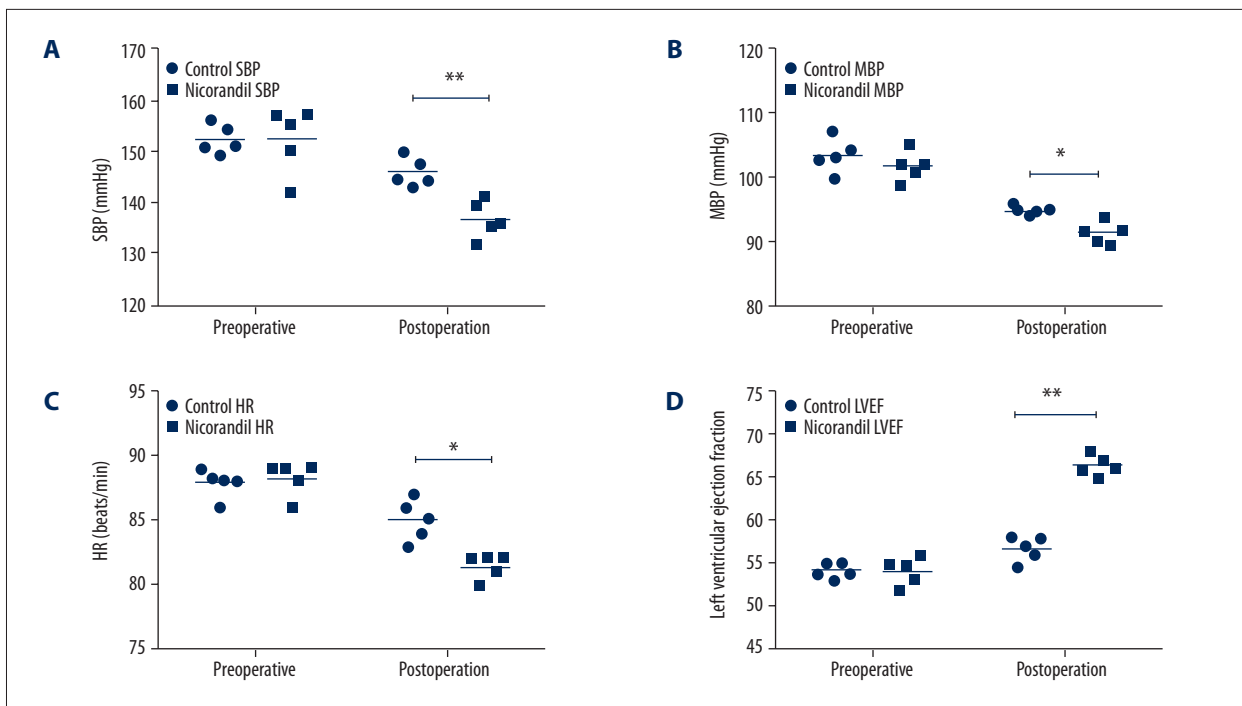 A
170
160
150
140
130
120
SBP (mmHg)
Control SBP
Nicorandil SBP
**
Preoperative
Postoperation
B
120
110
100
90
80
MBP (mmHg)
Control MBP
Nicorandil MBP
*
Preoperative
Postoperation
C
95
90
85
80
75
HR (beats/min)
Control HR
Nicorandil HR
*
Preoperative
Postoperation
D
75
70
65
60
55
50
45
Left ventricular ejection fraction
Control LVEF
Nicorandil LVEF
**
Preoperative
Postoperation